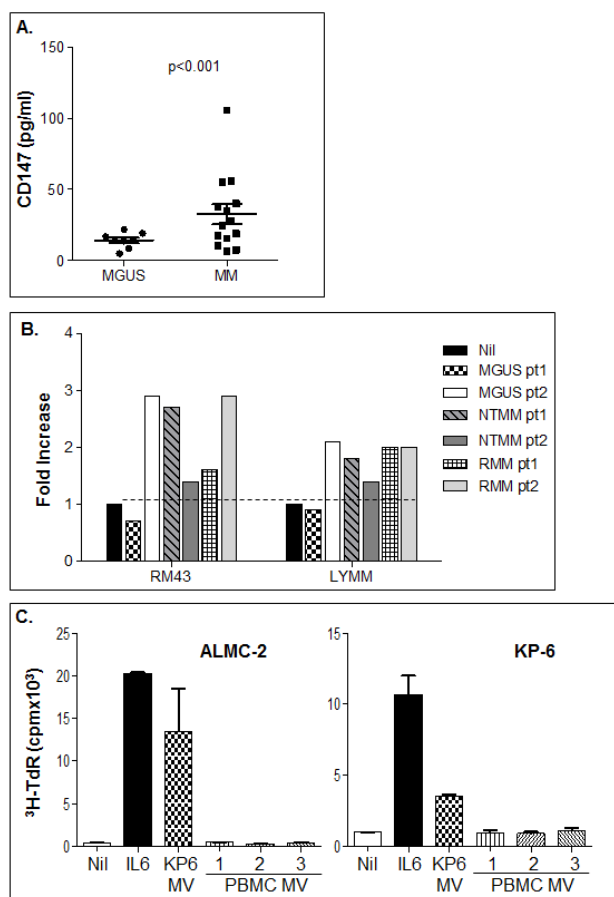 A.
p<0.001
CD147 (pg/ml)
150
100
50
0
MGUS MM
B.
Fold Increase
4
3
2
1
0
RM43 LYMM
Nil
MGUS pt1
MGUS pt2
NTMM pt1
NTMM pt2
RMM pt1
RMM pt2
C.
³H-TdR (cpmx10³)
ALMC-2
25
20
15
10
5
0
Nil IL6 KP6 MV 1 2 3
PBMC MV
KP-6
15
10
5
0
Nil IL6 KP6 MV 1 2 3
PBMC MV